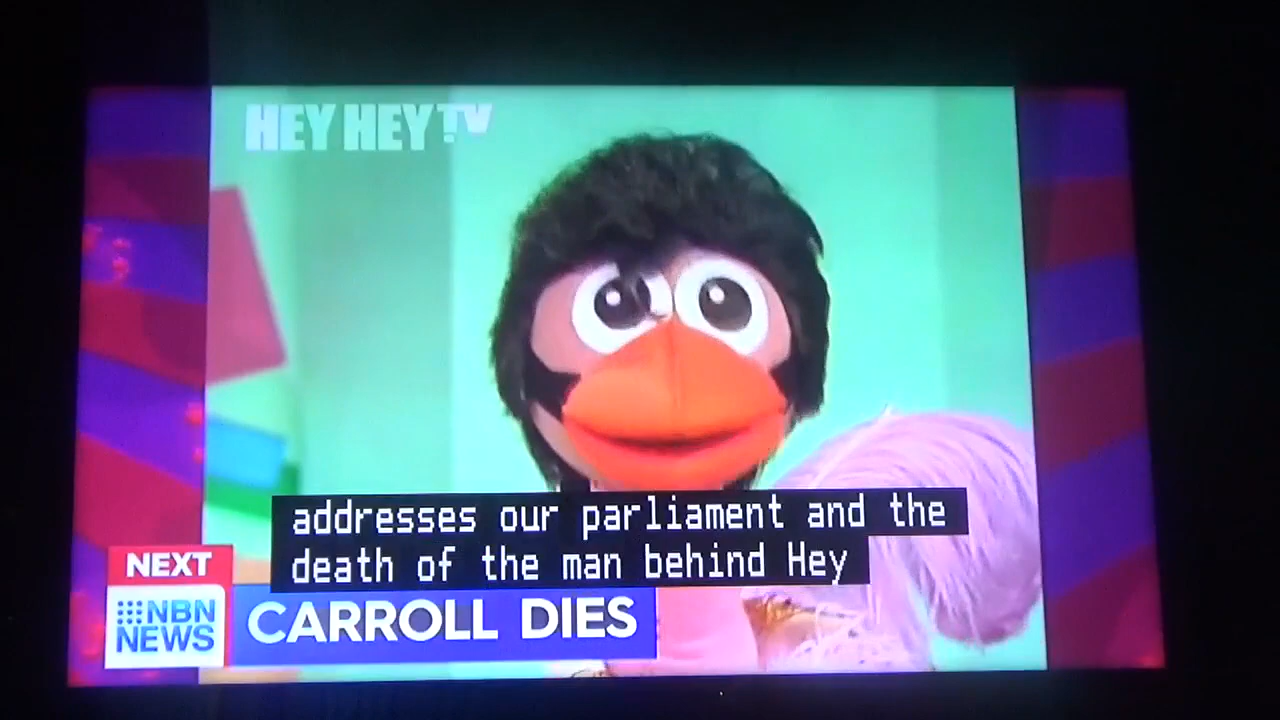 HEY HEY TV
addresses our parliament and the
death of the man behind Hey
NEXT
NBN
NEWS
CARROLL DIES